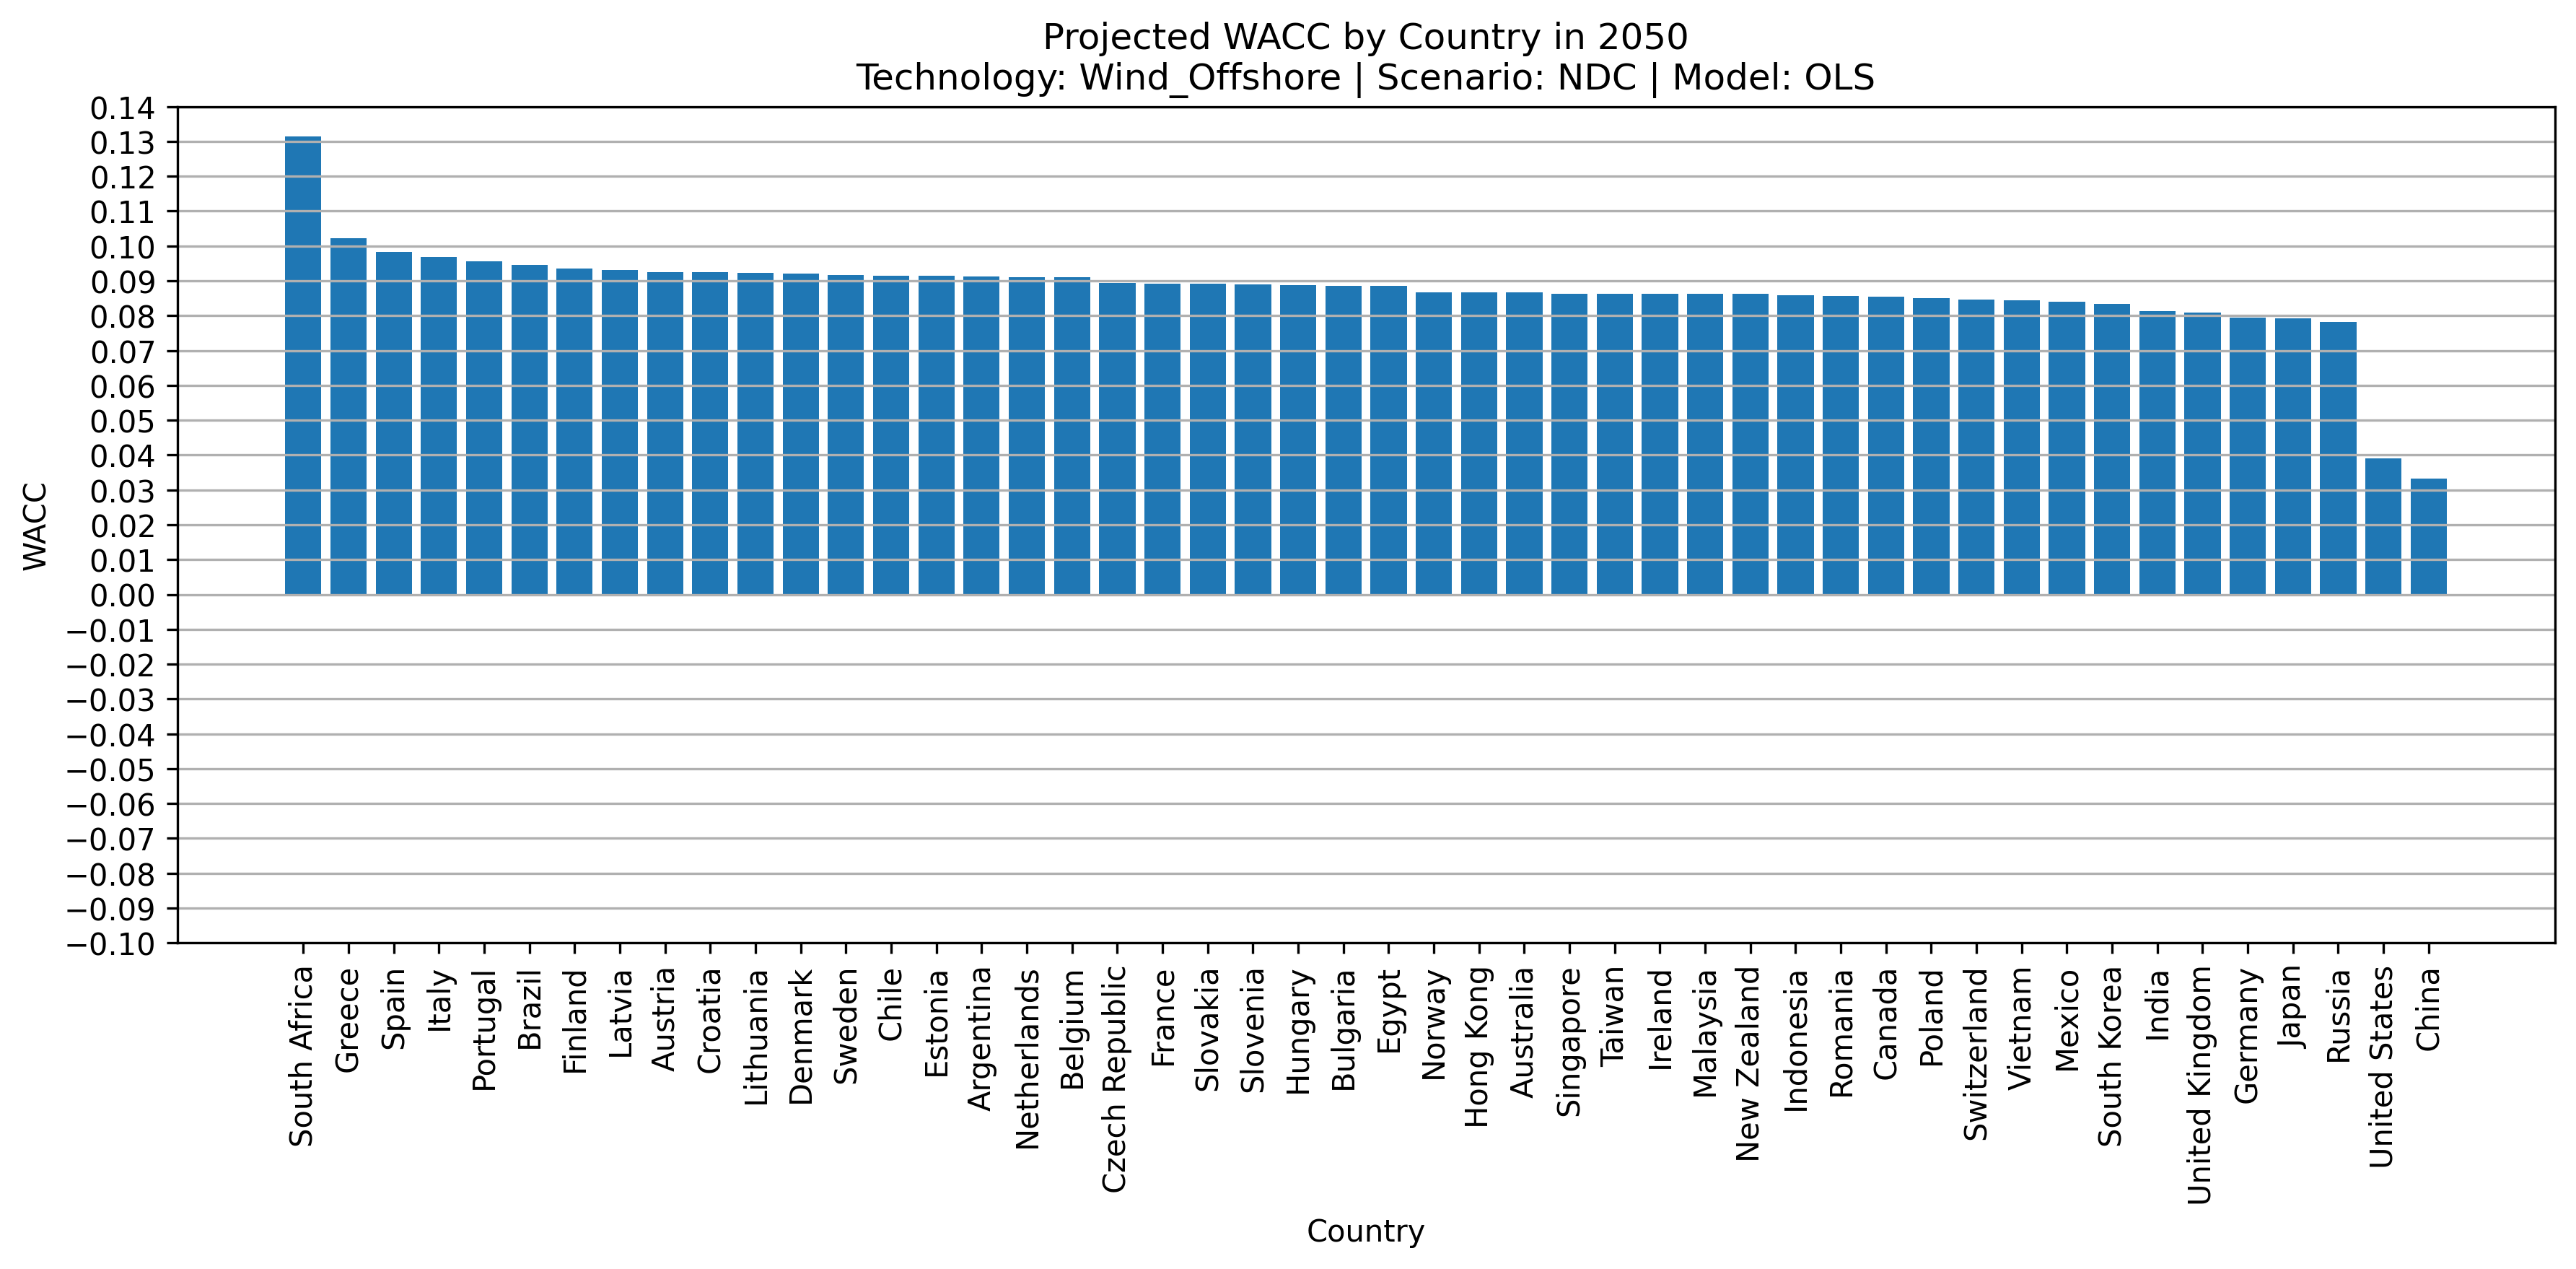 Projected WACC by Country in 2050
Technology: Wind_Offshore | Scenario: NDC | Model: OLS
WACC
0.14
0.13
0.12
0.11
0.10
0.09
0.08
0.07
0.06
0.05
0.04
0.03
0.02
0.01
0.00
−0.01
−0.02
−0.03
−0.04
−0.05
−0.06
−0.07
−0.08
−0.09
−0.10
South Africa
Greece
Spain
Italy
Portugal
Brazil
Finland
Latvia
Austria
Croatia
Lithuania
Denmark
Sweden
Chile
Estonia
Argentina
Netherlands
Belgium
Czech Republic
France
Slovakia
Slovenia
Hungary
Bulgaria
Egypt
Norway
Hong Kong
Australia
Singapore
Taiwan
Ireland
Malaysia
New Zealand
Indonesia
Romania
Canada
Poland
Switzerland
Vietnam
Mexico
South Korea
India
United Kingdom
Germany
Japan
Russia
United States
China
Country